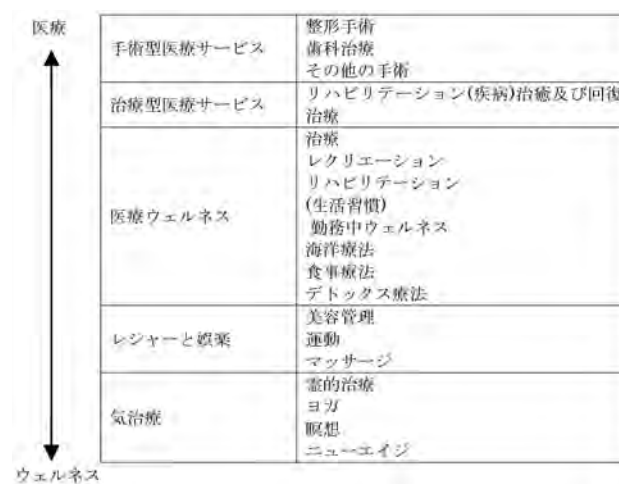 医療
手術型医療サービス
整形手術
歯科治療
その他の手術
治療型医療サービス
リハビリテーション(疾病)治癒及び回復
治療
医療ウェルネス
治療
レクリエーション
リハビリテーション
(生活習慣)
勤務中ウェルネス
海洋療法
食事療法
デトックス療法
レジャーと娯楽
美容管理
運動
マッサージ
気治療
霊的治療
ヨガ
瞑想
ニューエイジ
ウェルネス